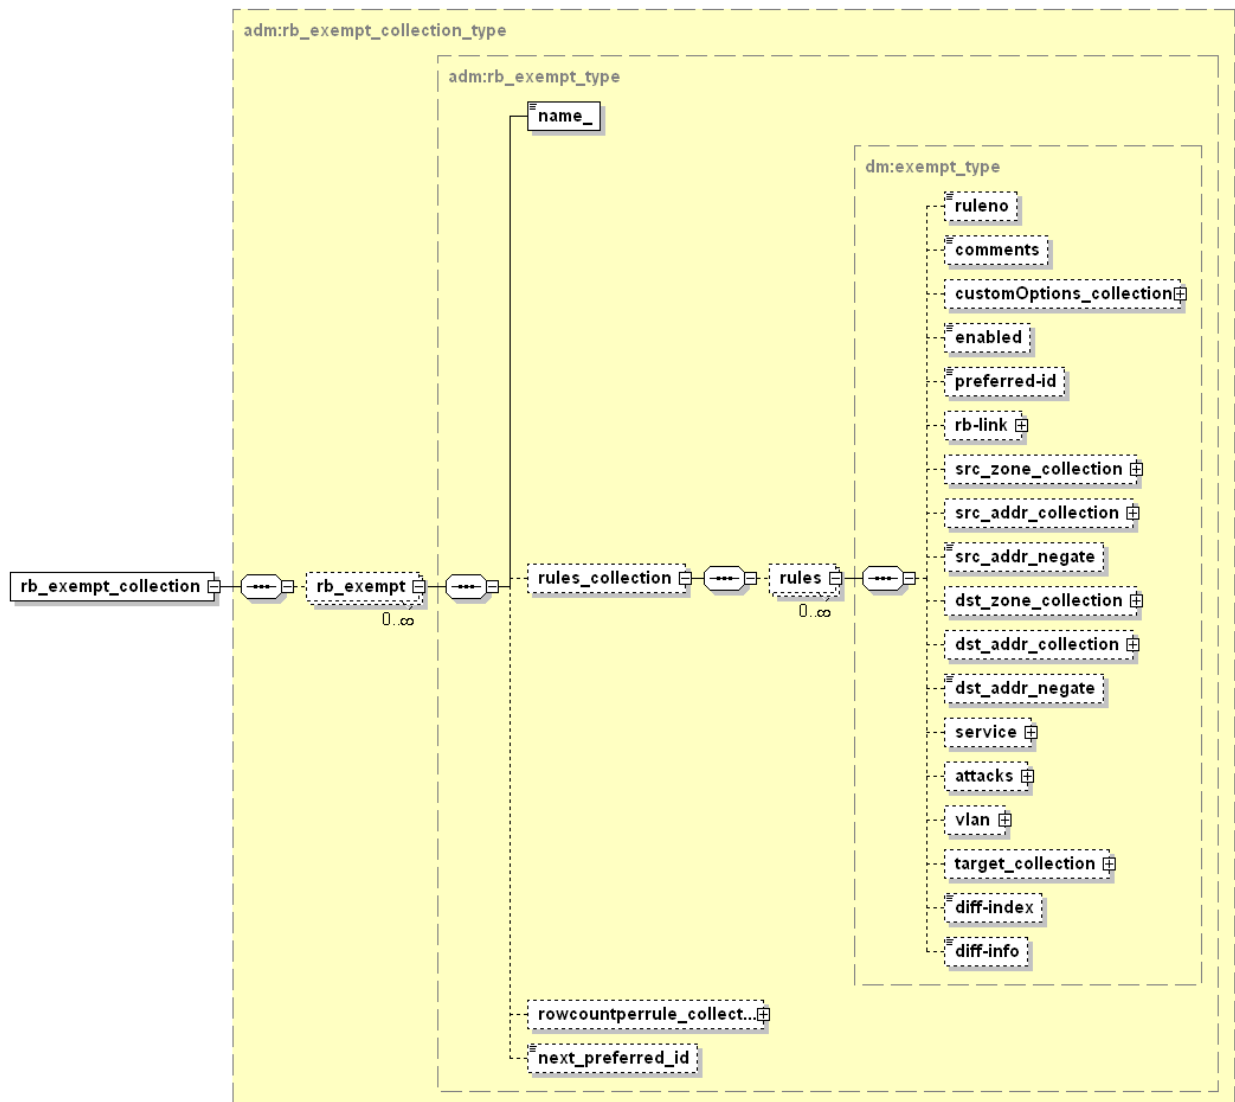 adm:rb_exempt_collection_type
adm:rb_exempt_type
name_
dm:exempt_type
ruleno
comments
customOptions_collection
enabled
preferred-id
rb-link
src_zone_collection
src_addr_collection
src_addr_negate
rb_exempt_collection
rb_exempt
0..∞
rules_collection
rules
0..∞
dst_zone_collection
dst_addr_collection
dst_addr_negate
service
attacks
vlan
target_collection
diff-index
diff-info
rowcountperrule_collect...
next_preferred_id